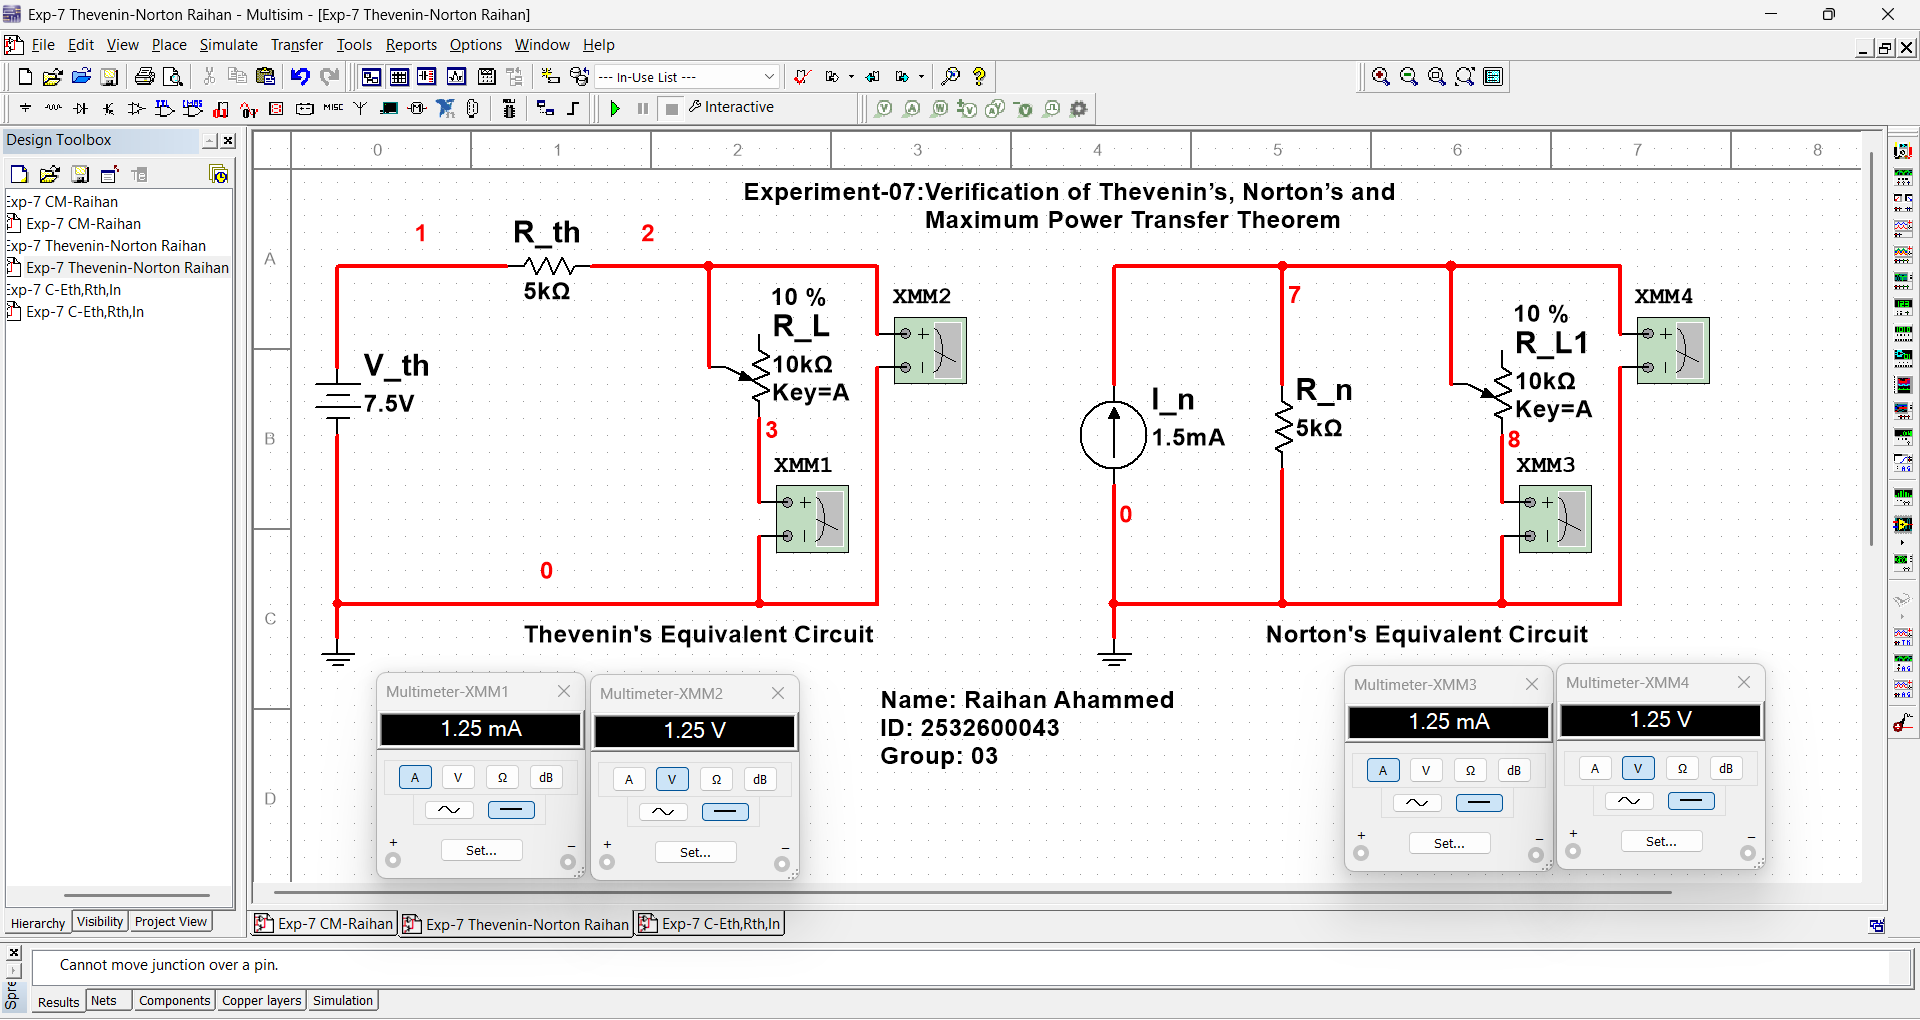 Exp-7 Thevenin-Norton Raihan - Multisim - [Exp-7 Thevenin-Norton Raihan]
File Edit View Place Simulate Transfer Tools Reports Options Window Help
--- In-Use List ---
MISC
Interactive
Design Toolbox
Exp-7 CM-Raihan
Exp-7 CM-Raihan
Exp-7 Thevenin-Norton Raihan
Exp-7 Thevenin-Norton Raihan
Exp-7 C-Eth,Rth,In
Exp-7 C-Eth,Rth,In
Hierarchy Visibility Project View
0 1 2 3 4 5 6 7 8
A
B
C
D
Experiment-07:Verification of Thevenin's, Norton's and
Maximum Power Transfer Theorem
1
R_th
5kΩ
2
V_th
7.5V
10 %
R_L
10kΩ
Key=A
3
XMM2
XMM1
0
Thevenin's Equivalent Circuit
7
I_n
1.5mA
R_n
5kΩ
10 %
R_L1
10kΩ
Key=A
8
XMM4
XMM3
0
Norton's Equivalent Circuit
Multimeter-XMM1
1.25 mA
A V Ω dB
Set...
+ −
Multimeter-XMM2
1.25 V
A V Ω dB
Set...
+ −
Name: Raihan Ahammed
ID: 2532600043
Group: 03
Multimeter-XMM3
1.25 mA
A V Ω dB
Set...
+ −
Multimeter-XMM4
1.25 V
A V Ω dB
Set...
+ −
Exp-7 CM-Raihan Exp-7 Thevenin-Norton Raihan Exp-7 C-Eth,Rth,In
Cannot move junction over a pin.
Spre
Results Nets Components Copper layers Simulation